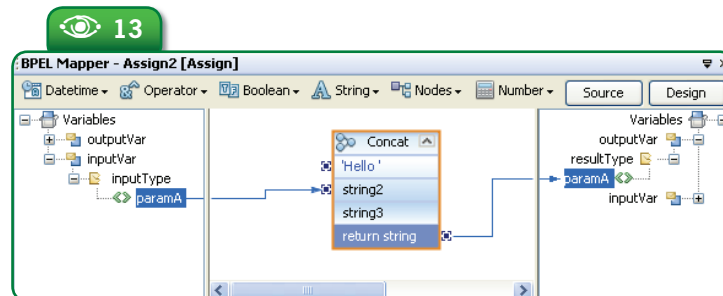 13
BPEL Mapper - Assign2 [Assign]
Datetime Operator Boolean String Nodes Number Source Design
Variables
outputVar
inputVar
inputType
paramA
Concat
'Hello '
string2
string3
return string
Variables
outputVar
resultType
paramA
inputVar